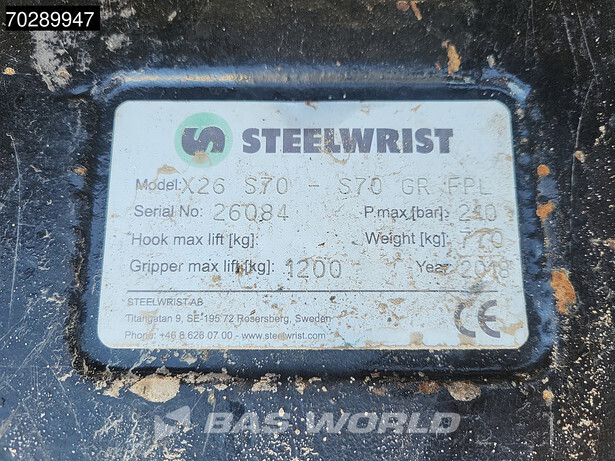 70289947
STEELWRIST
Model: X26 S70 - S70 GR FPL
Serial No: 26084 P.max [bar]: 210
Hook max lift [kg]: Weight [kg]: 770
Gripper max lift [kg]: 1200 Year: 2018
STEELWRIST AB
Titangatan 9, SE-195 72 Rosersberg, Sweden
Phone: +46 8 626 07 00 - www.steelwrist.com
CE
BAS WORLD